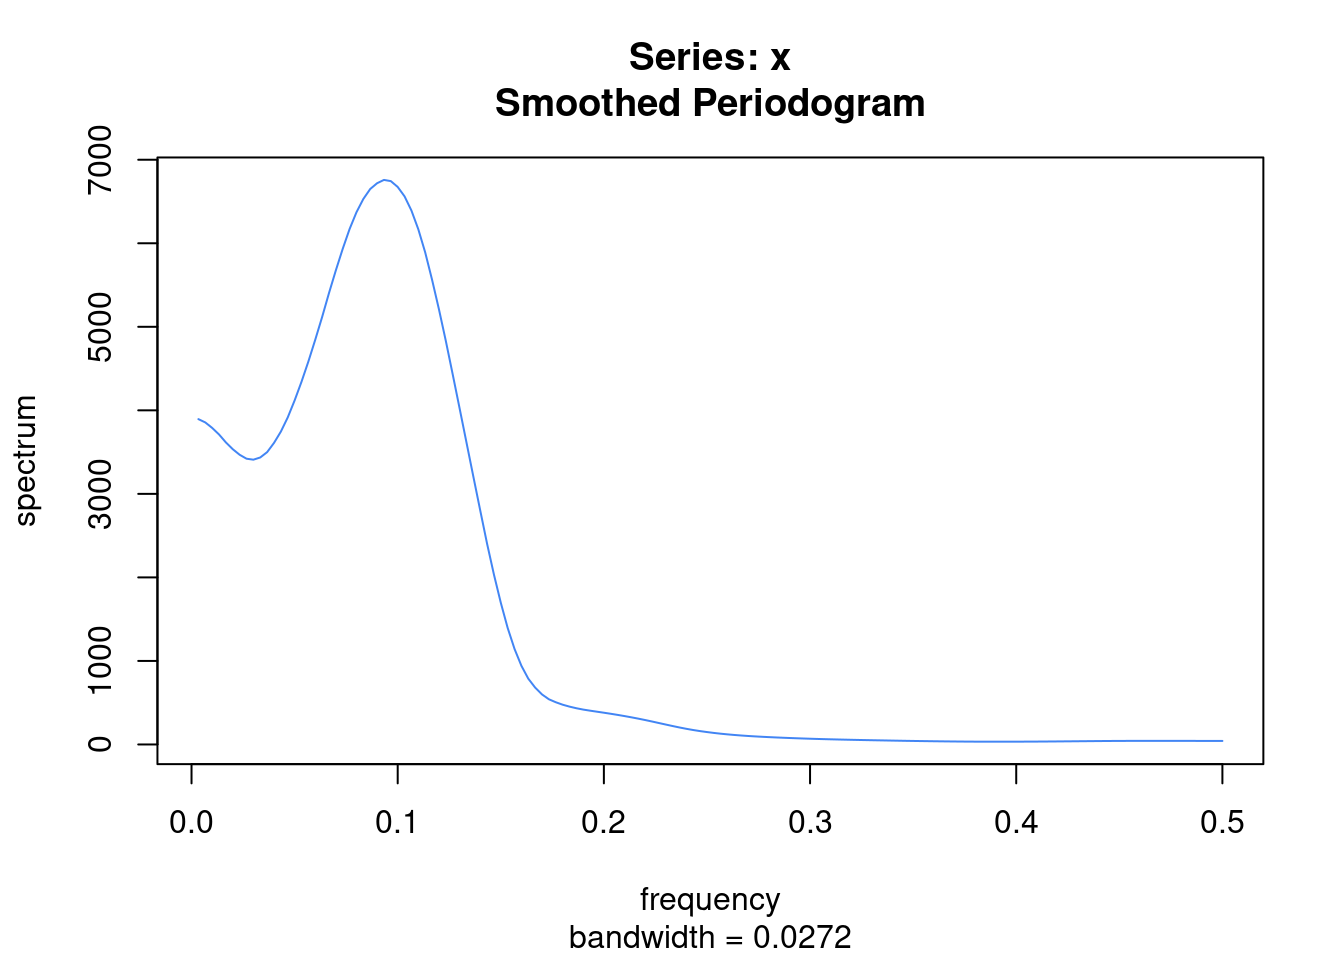 Series: x
Smoothed Periodogram
7000
5000
3000
1000
0
spectrum
0.0 0.1 0.2 0.3 0.4 0.5
frequency
bandwidth = 0.0272